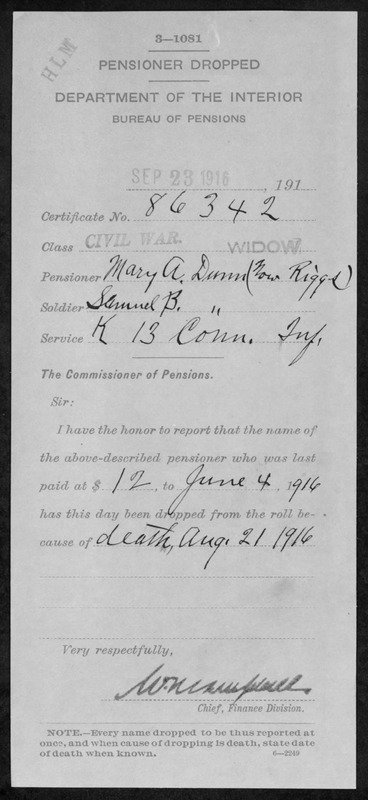 3—1081
HLM
PENSIONER DROPPED
DEPARTMENT OF THE INTERIOR
BUREAU OF PENSIONS
SEP 23 1916, 191
Certificate No. 86342
Class CIVIL WAR. WIDOW
Pensioner Mary A. Dunn (now Riggs)
Soldier Samuel B. "
Service K 13 Conn. Inf.
The Commissioner of Pensions.
Sir:
I have the honor to report that the name of
the above-described pensioner who was last
paid at $ 12, to June 4, 1916
has this day been dropped from the roll be-
cause of death, Aug. 21 1916
Very respectfully,
Chief, Finance Division.
NOTE.—Every name dropped to be thus reported at
once, and when cause of dropping is death, state date
of death when known. 6—2249